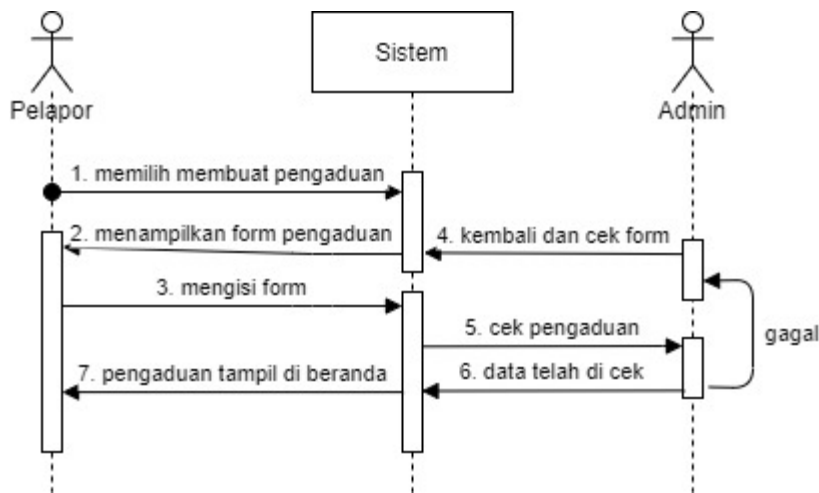 Sistem
Pelapor
Admin
1. memilih membuat pengaduan
2. menampilkan form pengaduan
4. kembali dan cek form
3. mengisi form
5. cek pengaduan
gagal
7. pengaduan tampil di beranda
6. data telah di cek